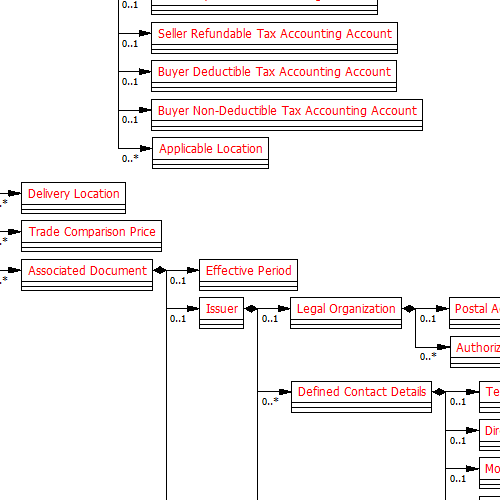 0..1
Seller Refundable Tax Accounting Account
0..1
Buyer Deductible Tax Accounting Account
0..1
Buyer Non-Deductible Tax Accounting Account
0..1
Applicable Location
0..*
Delivery Location
.*
Trade Comparison Price
.*
Associated Document
Effective Period
.*
0..1
Issuer
Legal Organization
Postal A
0..1
0..1
0..1
Authoriz
0..*
Defined Contact Details
Te
0..*
0..1
Dir
0..1
Mo
0..1